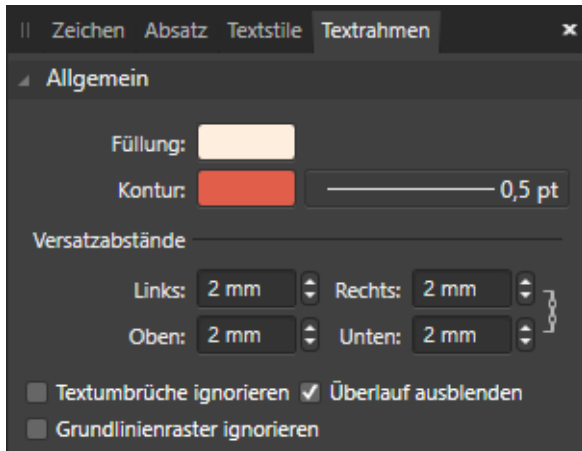 Zeichen Absatz Textstile Textrahmen
Allgemein
Füllung:
Kontur: 0,5 pt
Versatzabstände
Links: 2 mm Rechts: 2 mm
Oben: 2 mm Unten: 2 mm
Textumbrüche ignorieren Überlauf ausblenden
Grundlinienraster ignorieren